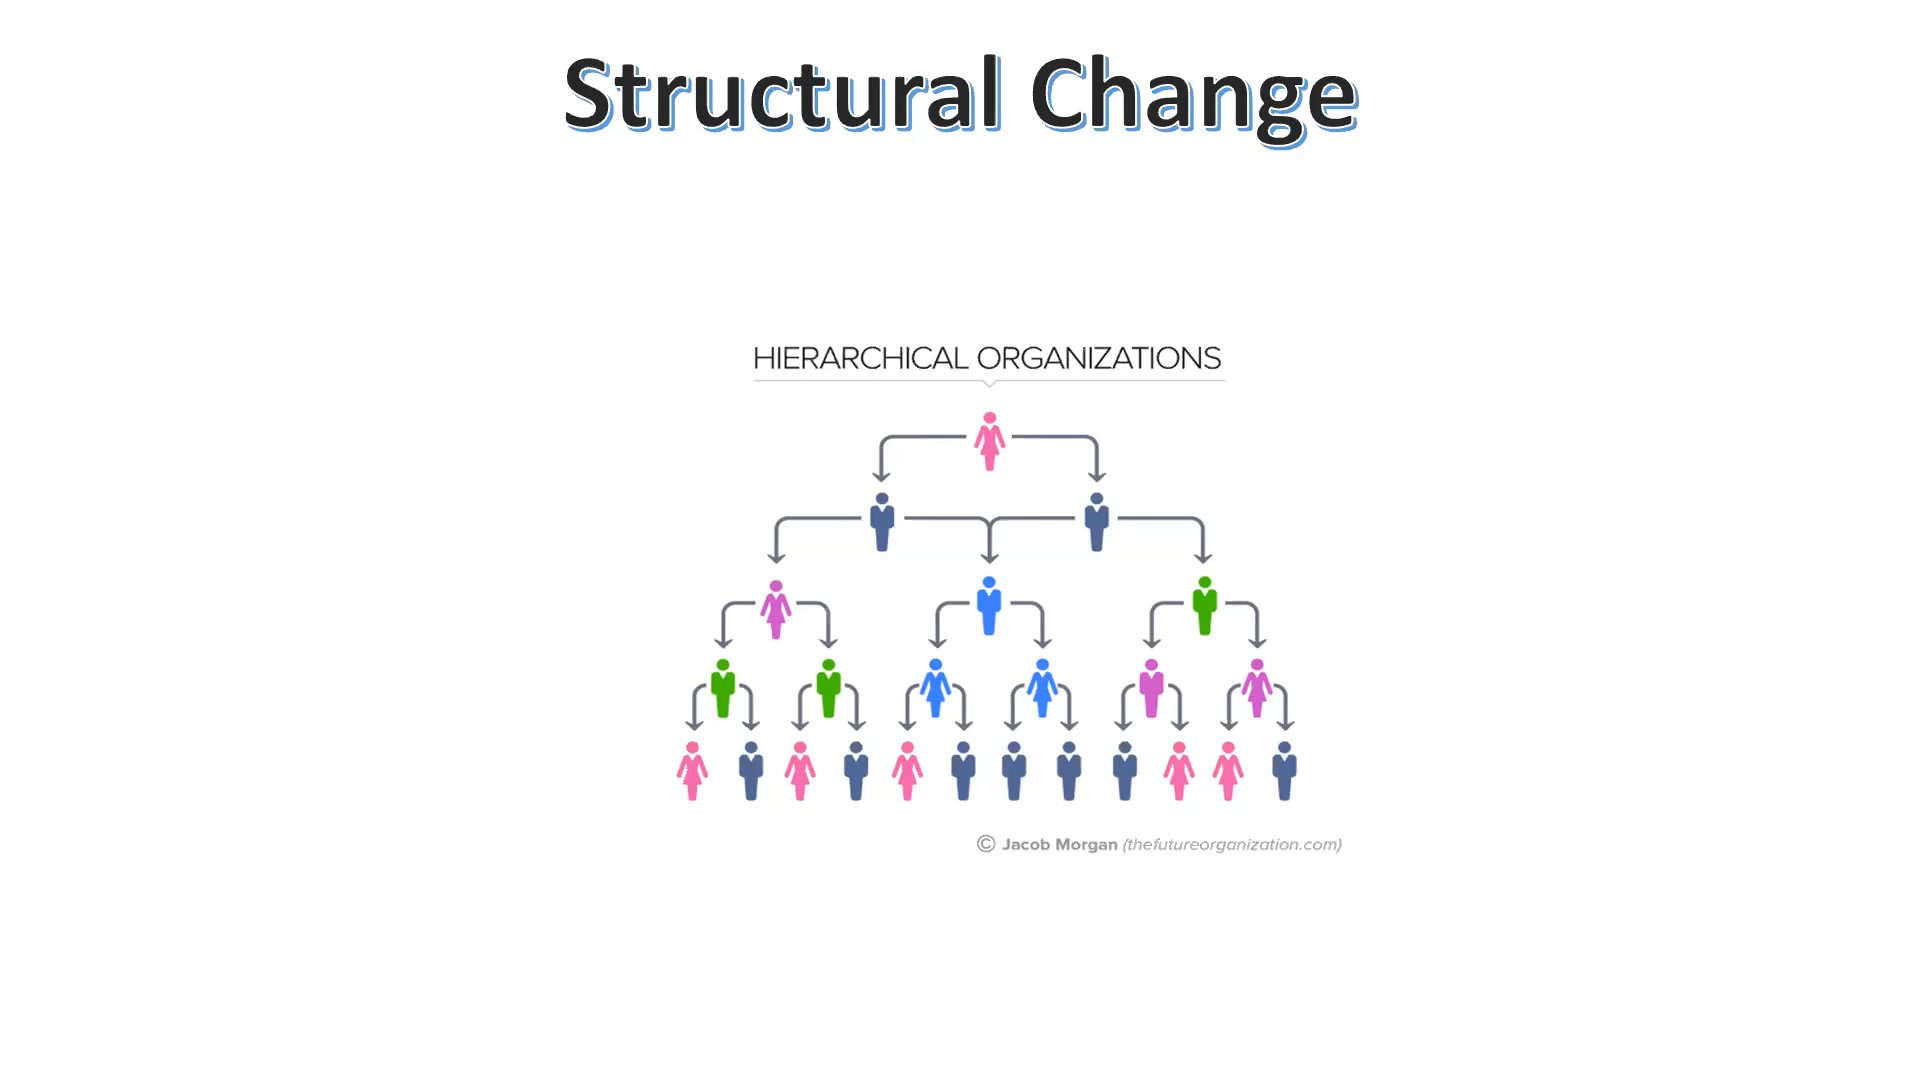 Structural Change
HIERARCHICAL ORGANIZATIONS
© Jacob Morgan (thefutureorganization.com)